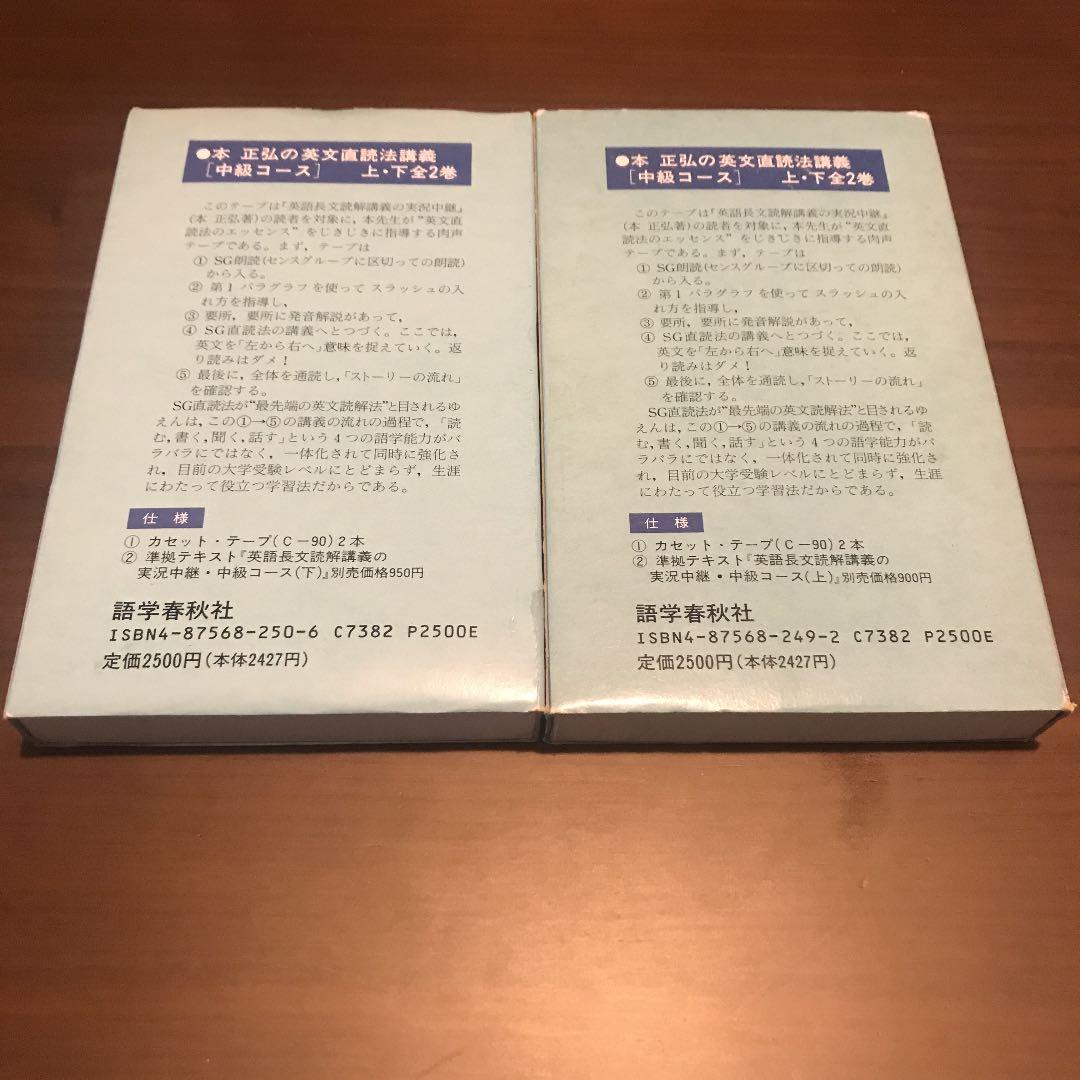 ●本 正弘の英文直読法講義
[中級コース] 上・下全2巻
このテープは「英語長文読解講義の実況中継」
(本 正弘著)の読者を対象に,本先生が“英文直
読法のエッセンス”をじきじきに指導する肉声
テープである。まず,テープは
① SG朗読(センスグループに区切っての朗読)
から入る。
② 第1パラグラフを使って スラッシュの入
れ方を指導し,
③ 要所,要所に発音解説があって,
④ SG直読法の講義へとつづく。ここでは,
英文を「左から右へ」意味を捉えていく。返
り読みはダメ!
⑤ 最後に,全体を通読し,「ストーリーの流れ」
を確認する。
SG直読法が“最先端の英文読解法”と目されるゆ
えんは,この①→⑤の講義の流れの過程で,「読
む,書く,聞く,話す」という4つの語学能力がバ
ラバラにではなく,一体化されて同時に強化さ
れ,目前の大学受験レベルにとどまらず,生涯
にわたって役立つ学習法だからである。
仕様
① カセット・テープ(C-90)2本
② 準拠テキスト『英語長文読解講義の
実況中継・中級コース(下)』別売価格950円
語学春秋社
ISBN4-87568-250-6 C7382 P2500E
定価2500円(本体2427円)
●本 正弘の英文直読法講義
[中級コース] 上・下全2巻
このテープは「英語長文読解講義の実況中継」
(本 正弘著)の読者を対象に,本先生が“英文直
読法のエッセンス”をじきじきに指導する肉声
テープである。まず,テープは
① SG朗読(センスグループに区切っての朗読)
から入る。
② 第1パラグラフを使って スラッシュの入
れ方を指導し,
③ 要所,要所に発音解説があって,
④ SG直読法の講義へとつづく。ここでは,
英文を「左から右へ」意味を捉えていく。返
り読みはダメ!
⑤ 最後に,全体を通読し,「ストーリーの流れ」
を確認する。
SG直読法が“最先端の英文読解法”と目されるゆ
えんは,この①→⑤の講義の流れの過程で,「読
む,書く,聞く,話す」という4つの語学能力がバ
ラバラにではなく,一体化されて同時に強化さ
れ,目前の大学受験レベルにとどまらず,生涯
にわたって役立つ学習法だからである。
仕様
① カセット・テープ(C-90)2本
② 準拠テキスト『英語長文読解講義の
実況中継・中級コース(上)』別売価格900円
語学春秋社
ISBN4-87568-249-2 C7382 P2500E
定価2500円(本体2427円)